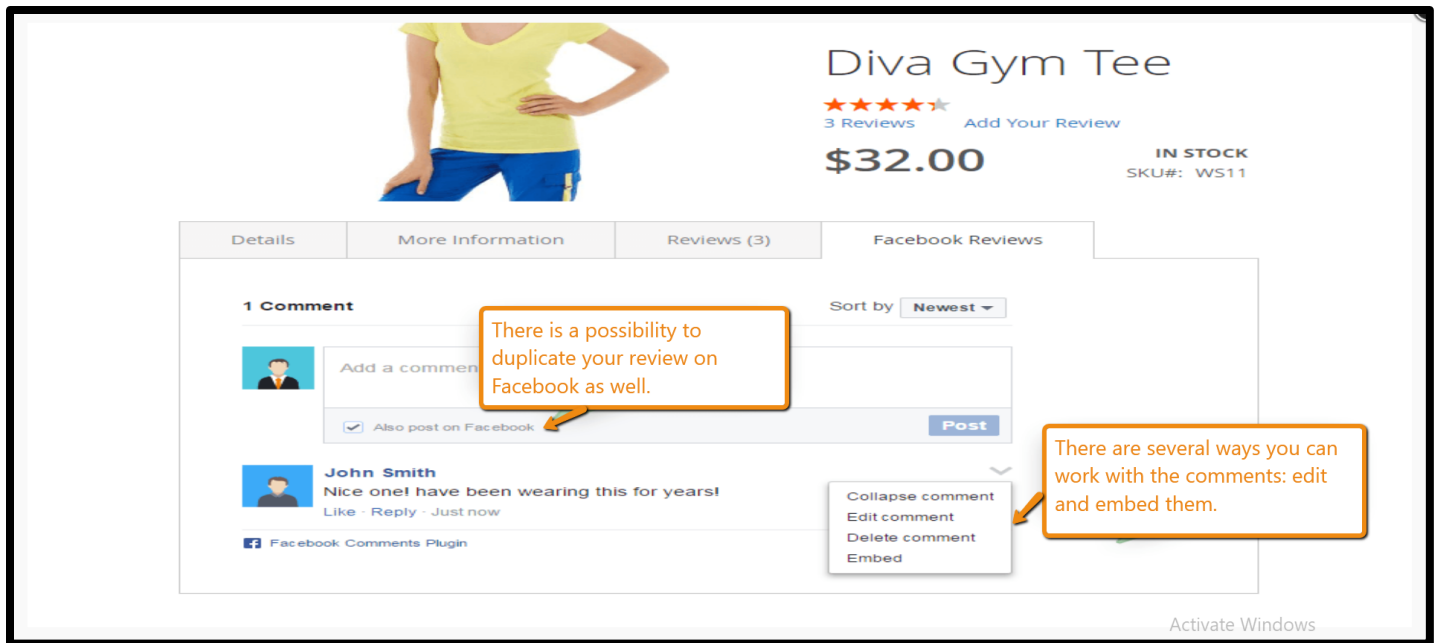 Diva Gym Tee
3 Reviews Add Your Review
$32.00
IN STOCK
SKU#: WS11
Details More Information Reviews (3) Facebook Reviews
1 Comment
Sort by Newest
There is a possibility to
duplicate your review on
Facebook as well.
Add a commen
Also post on Facebook
Post
There are several ways you can
work with the comments: edit
and embed them.
John Smith
Nice one! have been wearing this for years!
Like · Reply · Just now
Collapse comment
Edit comment
Delete comment
Embed
Facebook Comments Plugin
Activate Windows